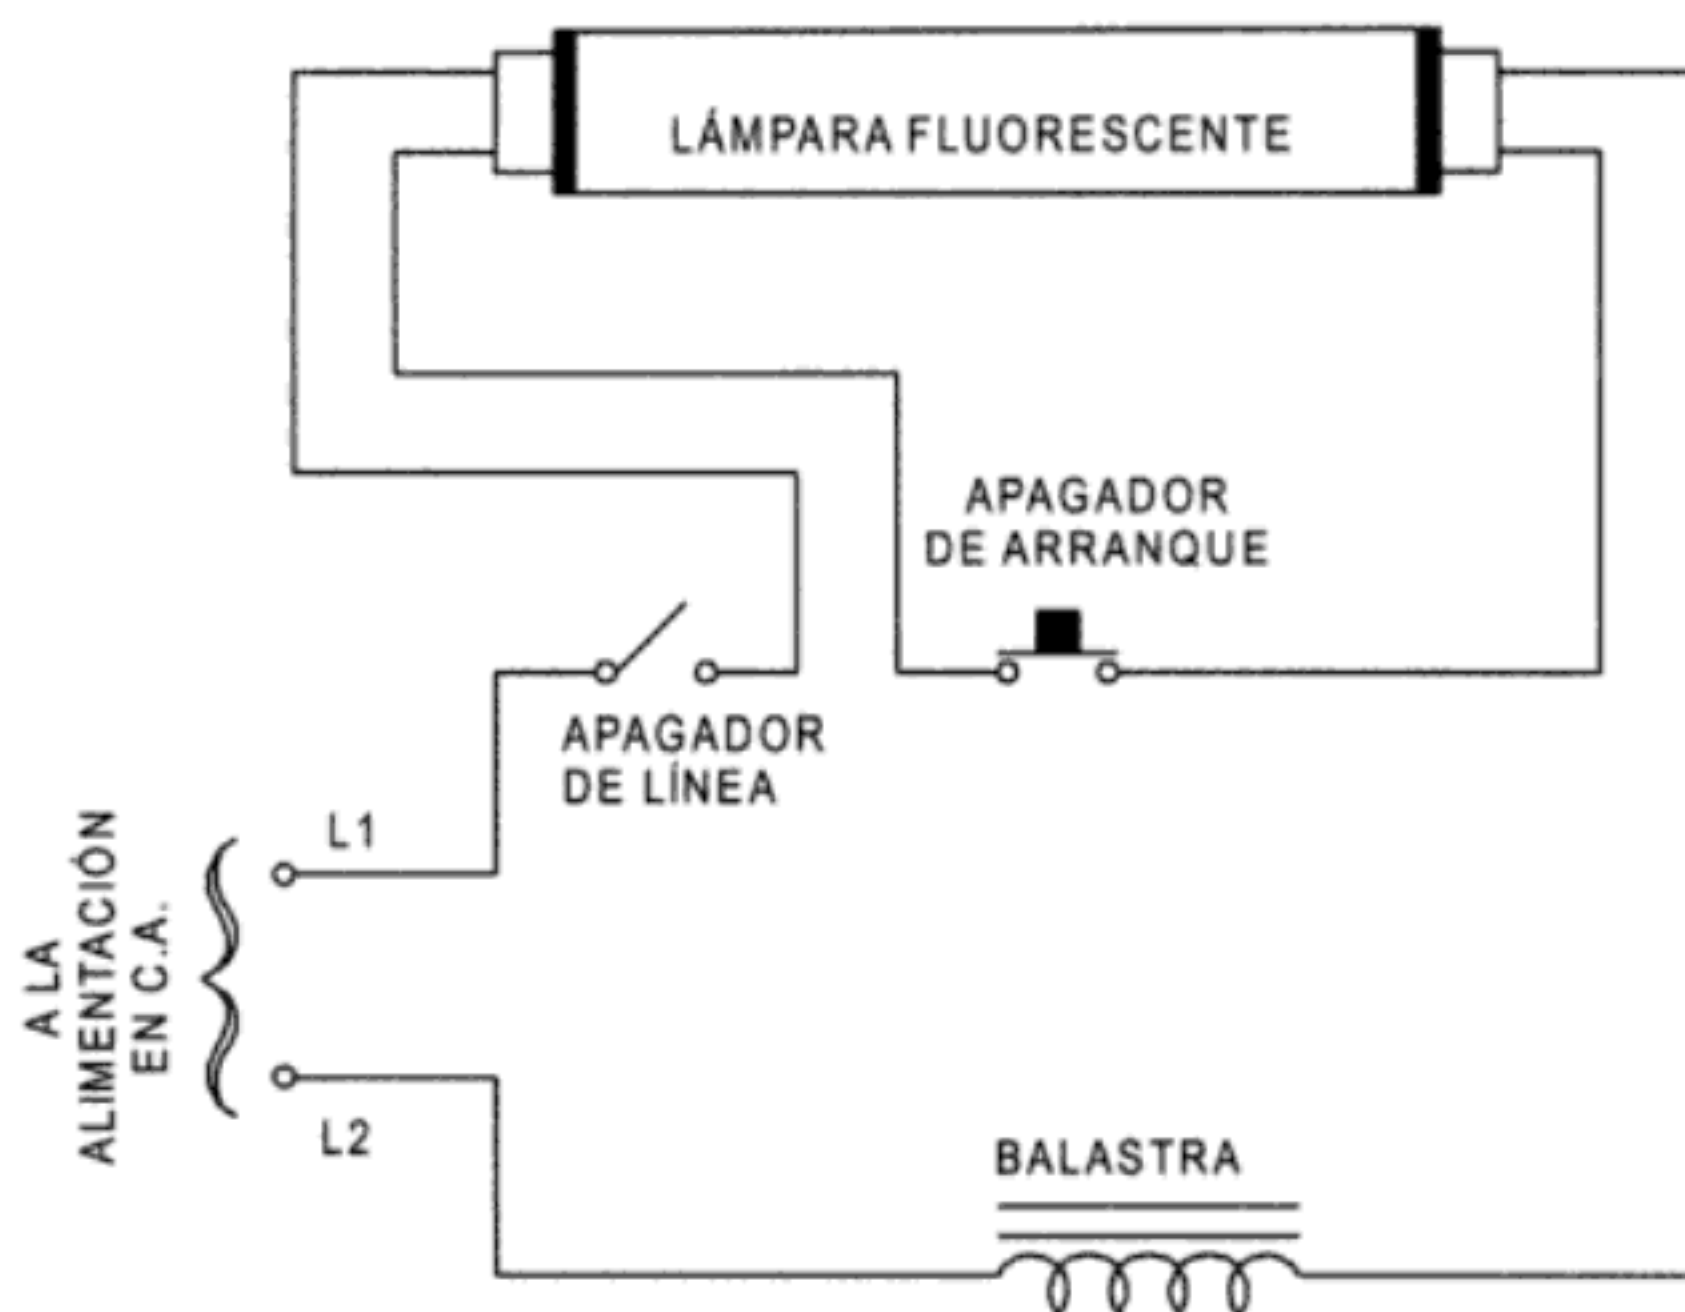 LÁMPARA FLUORESCENTE
APAGADOR
DE ARRANQUE
APAGADOR
DE LÍNEA
L1
A LA
ALIMENTACIÓN
EN C.A.
L2
BALASTRA